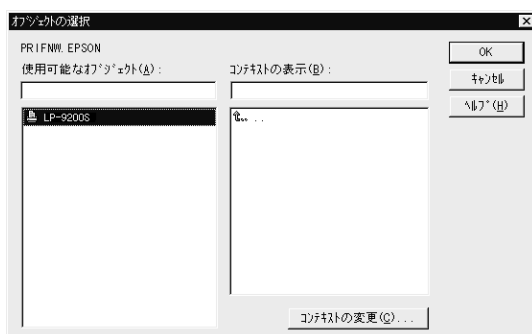 ｵﾌﾞｼﾞｪｸﾄの選択
PRIFNW.EPSON
使用可能なｵﾌﾞｼﾞｪｸﾄ(A):
ｺﾝﾃｷｽﾄの表示(B):
LP-9200S
..
OK
ｷｬﾝｾﾙ
ﾍﾙﾌﾟ(H)
ｺﾝﾃｷｽﾄの変更(C)...